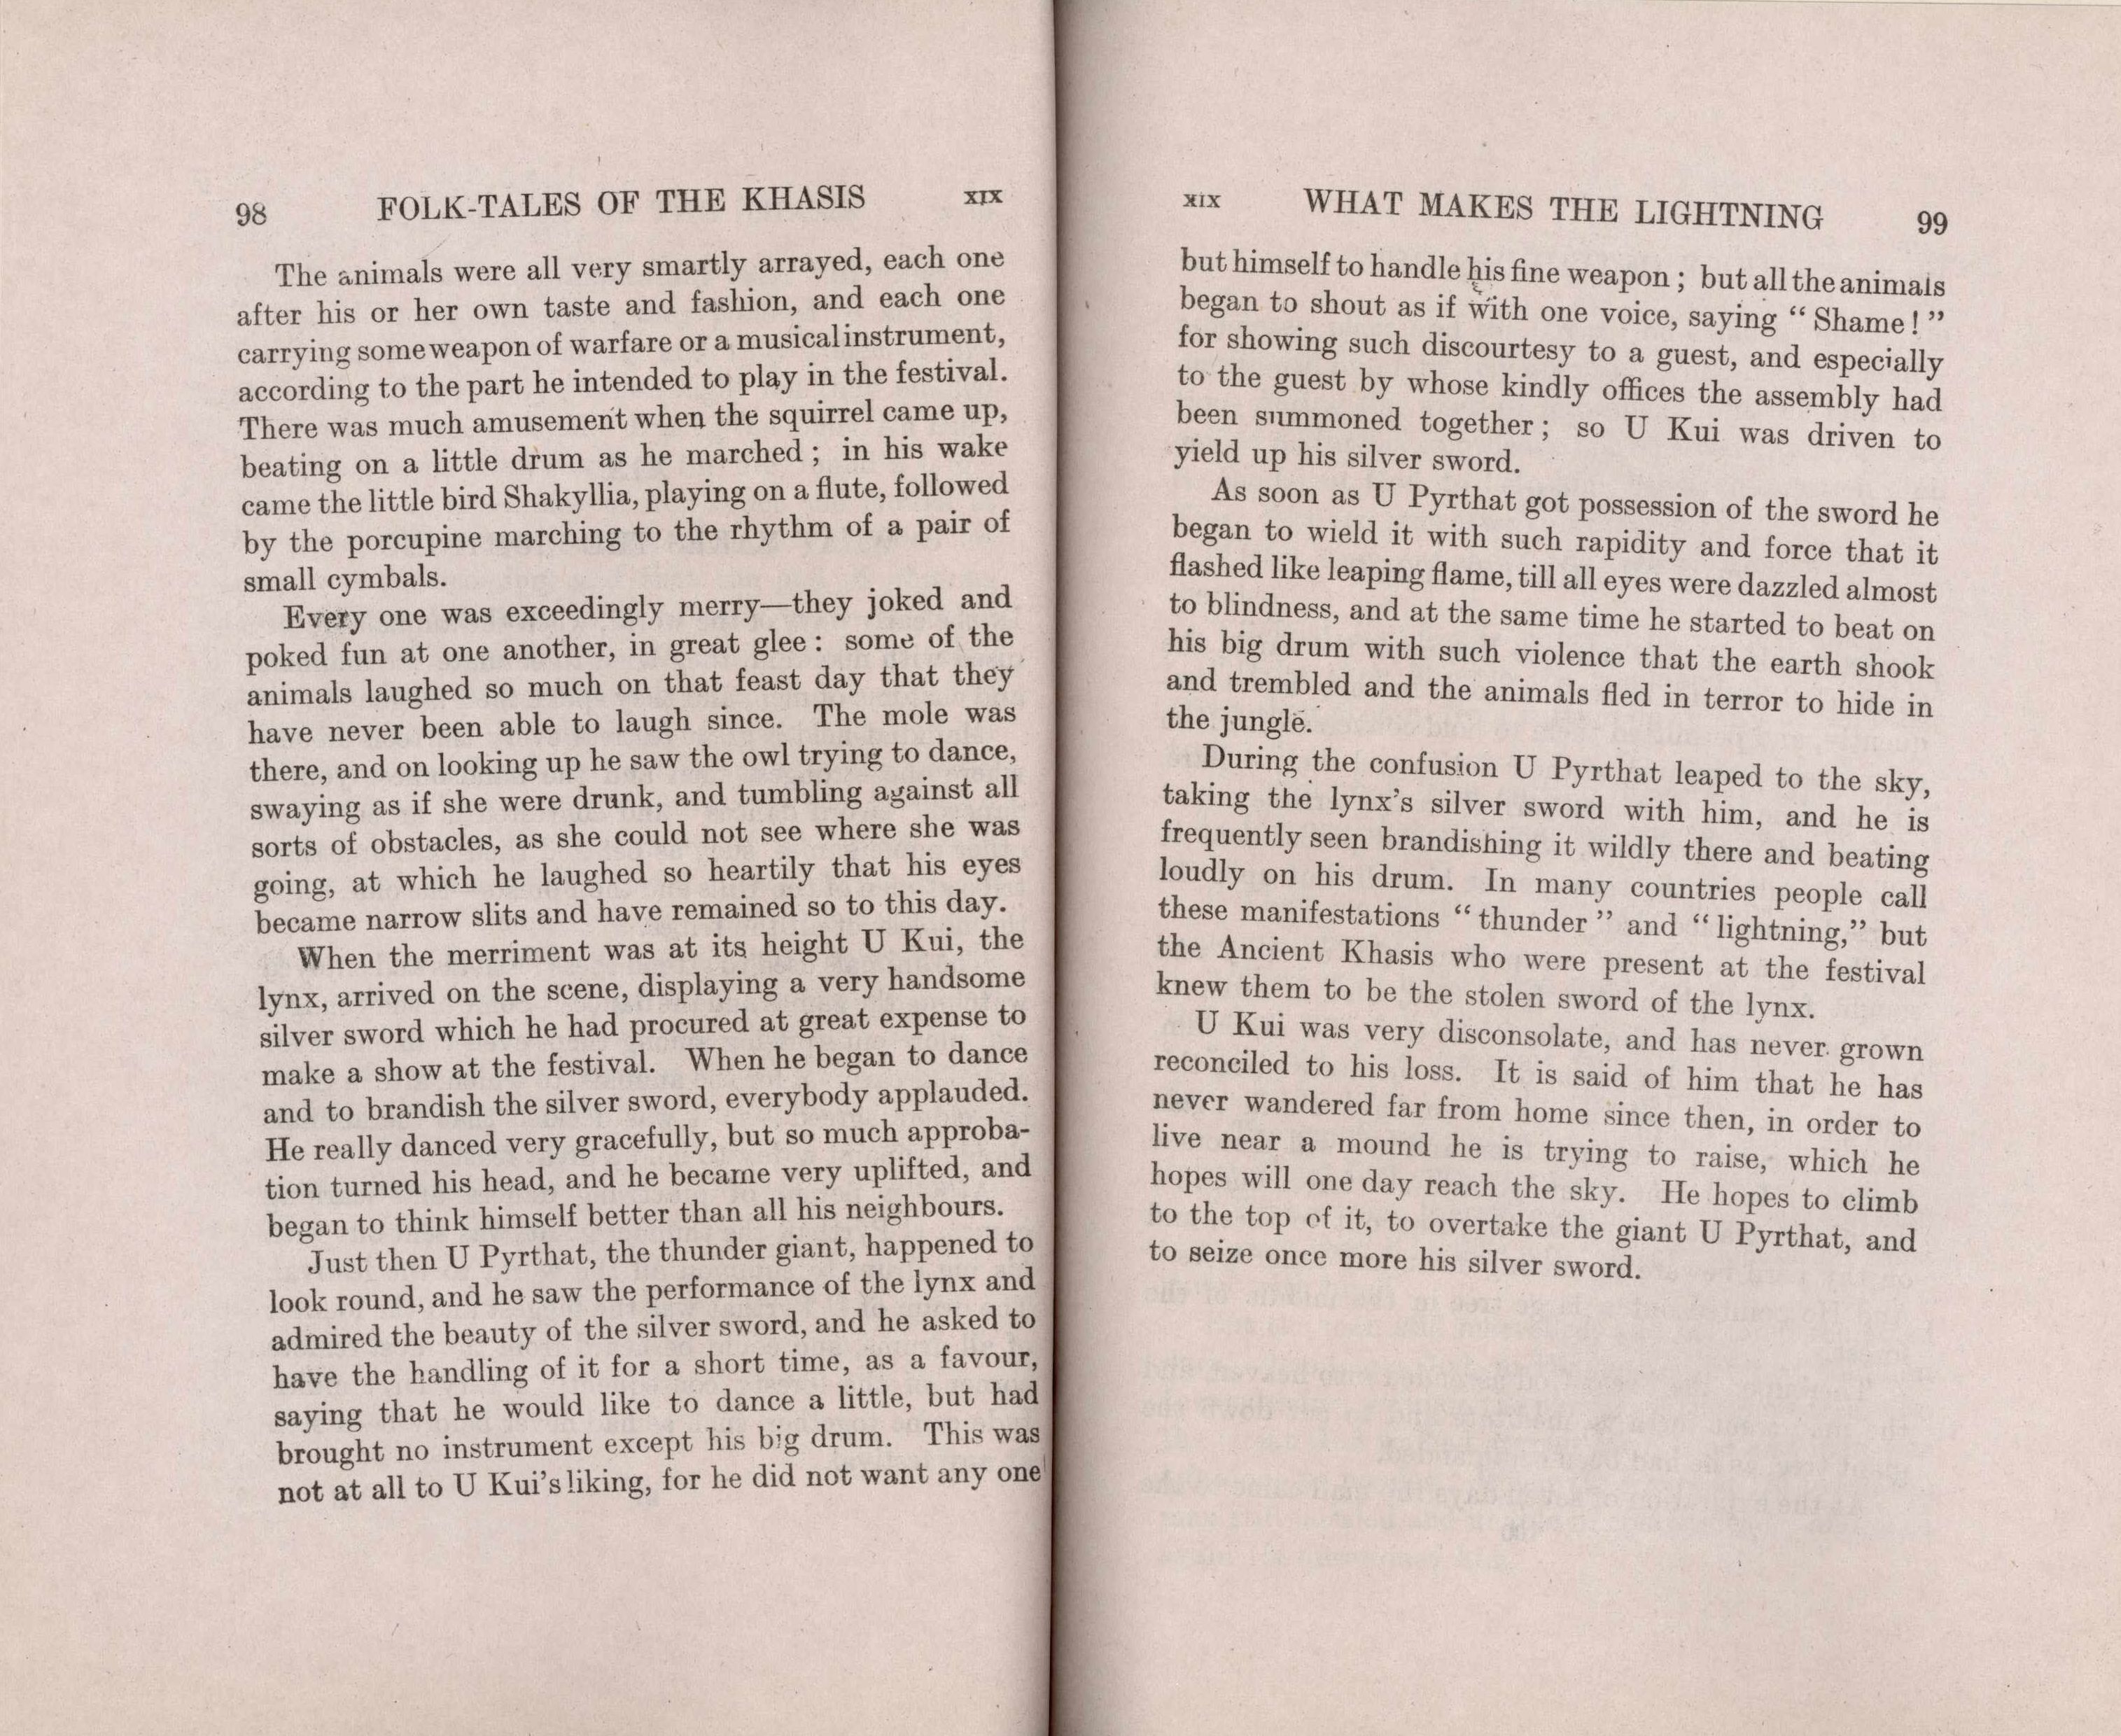 98 FOLK-TALES OF THE KHASIS XIX
The animals were all very smartly arrayed, each one
after his or her own taste and fashion, and each one
carrying some weapon of warfare or a musical instrument,
according to the part he intended to play in the festival.
There was much amusement when the squirrel came up,
beating on a little drum as he marched ; in his wake
came the little bird Shakyllia, playing on a flute, followed
by the porcupine marching to the rhythm of a pair of
small cymbals.
Every one was exceedingly merry—they joked and
poked fun at one another, in great glee : some of the
animals laughed so much on that feast day that they
have never been able to laugh since. The mole was
there, and on looking up he saw the owl trying to dance,
swaying as if she were drunk, and tumbling against all
sorts of obstacles, as she could not see where she was
going, at which he laughed so heartily that his eyes
became narrow slits and have remained so to this day.
When the merriment was at its height U Kui, the
lynx, arrived on the scene, displaying a very handsome
silver sword which he had procured at great expense to
make a show at the festival. When he began to dance
and to brandish the silver sword, everybody applauded.
He really danced very gracefully, but so much approba-
tion turned his head, and he became very uplifted, and
began to think himself better than all his neighbours.
Just then U Pyrthat, the thunder giant, happened to
look round, and he saw the performance of the lynx and
admired the beauty of the silver sword, and he asked to
have the handling of it for a short time, as a favour,
saying that he would like to dance a little, but had
brought no instrument except his big drum. This was
not at all to U Kui's liking, for he did not want any one
XIX WHAT MAKES THE LIGHTNING 99
but himself to handle his fine weapon ; but all the animals
began to shout as if with one voice, saying " Shame ! "
for showing such discourtesy to a guest, and especially
to the guest by whose kindly offices the assembly had
been summoned together ; so U Kui was driven to
yield up his silver sword.
As soon as U Pyrthat got possession of the sword he
began to wield it with such rapidity and force that it
flashed like leaping flame, till all eyes were dazzled almost
to blindness, and at the same time he started to beat on
his big drum with such violence that the earth shook
and trembled and the animals fled in terror to hide in
the jungle.
During the confusion U Pyrthat leaped to the sky,
taking the lynx's silver sword with him, and he is
frequently seen brandishing it wildly there and beating
loudly on his drum. In many countries people call
these manifestations " thunder " and " lightning," but
the Ancient Khasis who were present at the festival
knew them to be the stolen sword of the lynx.
U Kui was very disconsolate, and has never grown
reconciled to his loss. It is said of him that he has
never wandered far from home since then, in order to
live near a mound he is trying to raise, which he
hopes will one day reach the sky. He hopes to climb
to the top of it, to overtake the giant U Pyrthat, and
to seize once more his silver sword.